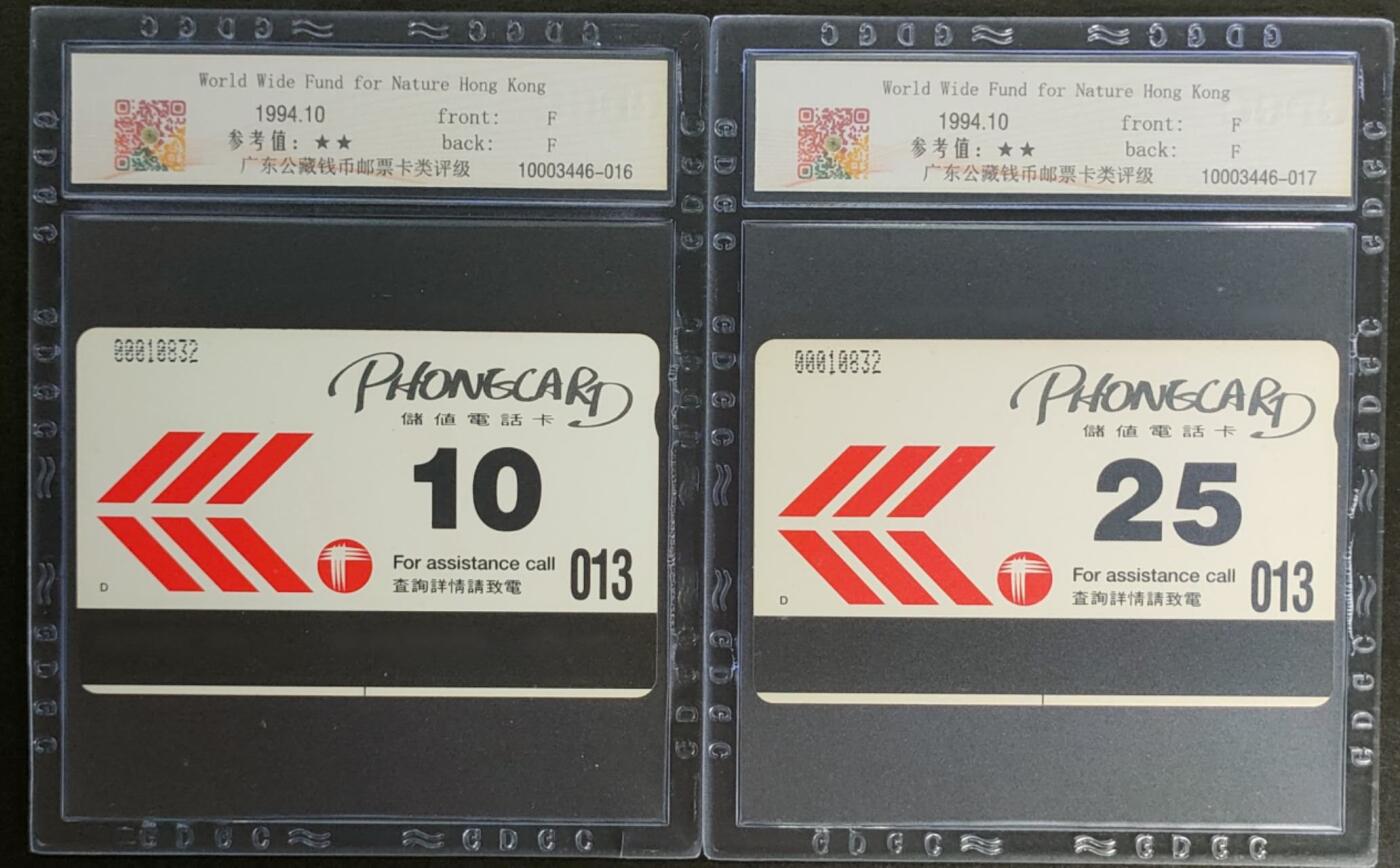 World Wide Fund for Nature Hong Kong
1994.10 front: F
参考值：★★ back: F
广东公藏钱币邮票卡类评级 10003446-016
00010832
PHONECARD
儲值電話卡
10
For assistance call 013
查詢詳情請致電
D
World Wide Fund for Nature Hong Kong
1994.10 front: F
参考值：★★ back: F
广东公藏钱币邮票卡类评级 10003446-017
00010832
PHONECARD
儲值電話卡
25
For assistance call 013
查詢詳情請致電
D